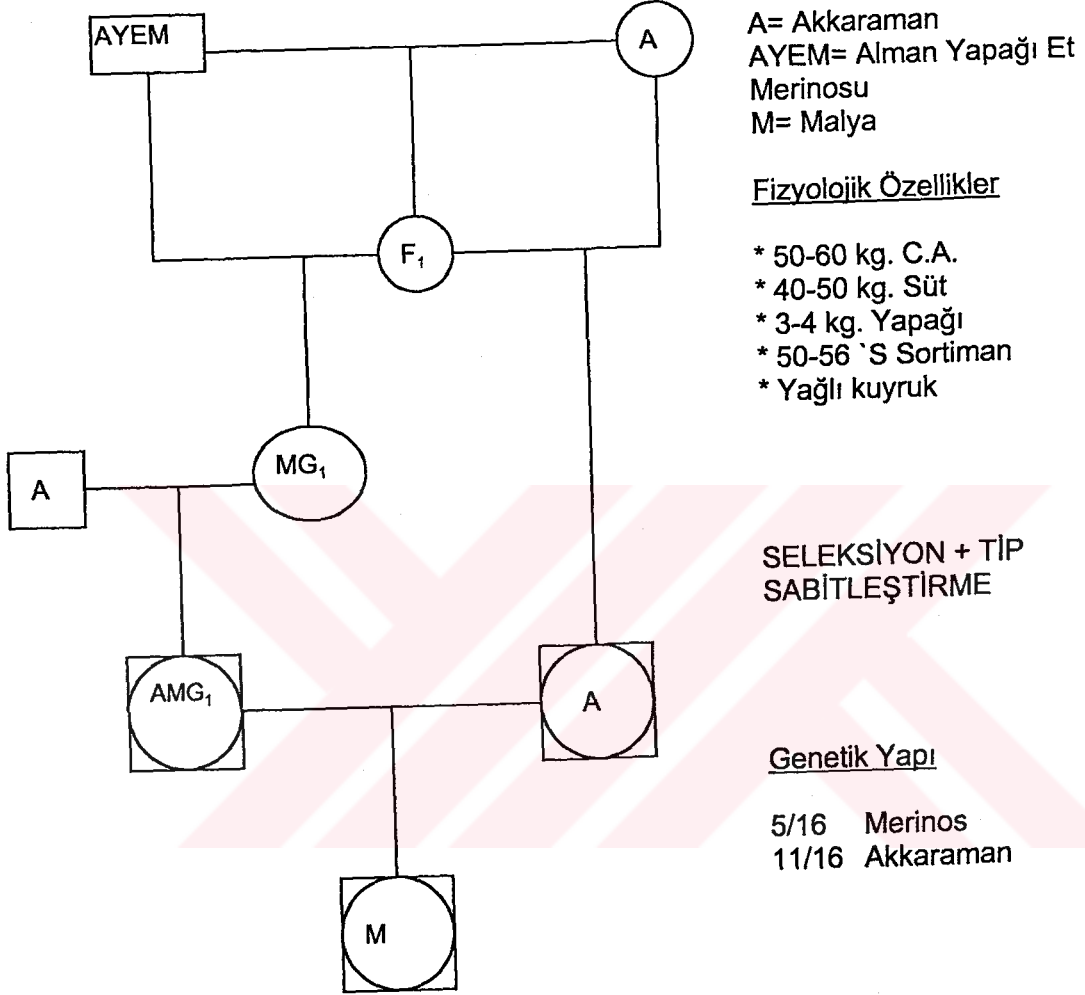 AYEM
A
A= Akkaraman
AYEM= Alman Yapağı Et
Merinosu
M= Malya
Fizyolojik Özellikler
F₁
* 50-60 kg. C.A.
* 40-50 kg. Süt
* 3-4 kg. Yapağı
* 50-56 `S Sortiman
* Yağlı kuyruk
A
MG₁
SELEKSİYON + TİP
SABİTLEŞTİRME
AMG₁
A
Genetik Yapı
5/16 Merinos
11/16 Akkaraman
M